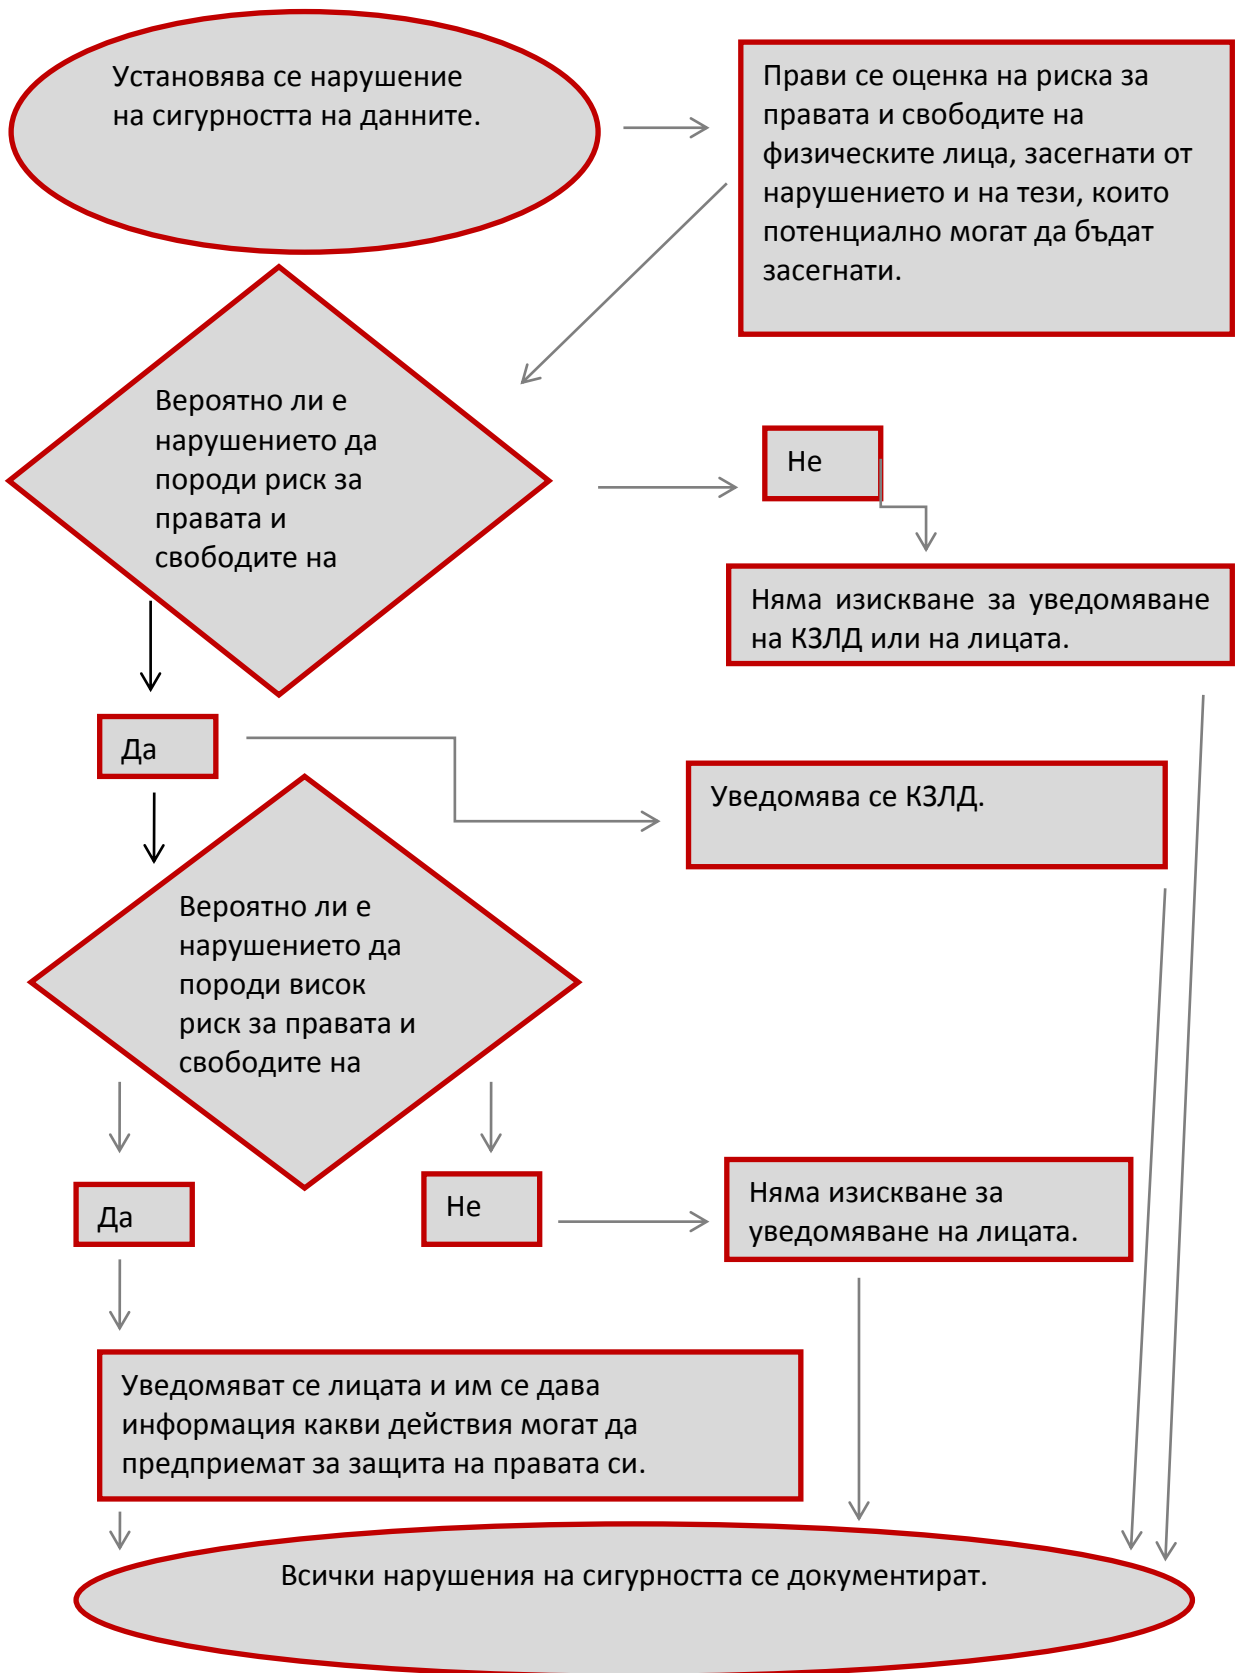 Установява се нарушение
на сигурността на данните.
Прави се оценка на риска за
правата и свободите на
физическите лица, засегнати от
нарушението и на тези, които
потенциално могат да бъдат
засегнати.
Вероятно ли е
нарушението да
породи риск за
правата и
свободите на
Не
Няма изискване за уведомяване
на КЗЛД или на лицата.
Да
Уведомява се КЗЛД.
Вероятно ли е
нарушението да
породи висок
риск за правата и
свободите на
Да
Не
Няма изискване за
уведомяване на лицата.
Уведомяват се лицата и им се дава
информация какви действия могат да
предприемат за защита на правата си.
Всички нарушения на сигурността се документират.